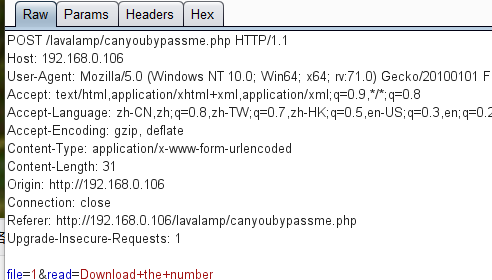 Raw Params Headers Hex
POST /lavalamp/canyoubypassme.php HTTP/1.1
Host: 192.168.0.106
User-Agent: Mozilla/5.0 (Windows NT 10.0; Win64; x64; rv:71.0) Gecko/20100101 F
Accept: text/html,application/xhtml+xml,application/xml;q=0.9,*/*;q=0.8
Accept-Language: zh-CN,zh;q=0.8,zh-TW;q=0.7,zh-HK;q=0.5,en-US;q=0.3,en;q=0.2
Accept-Encoding: gzip, deflate
Content-Type: application/x-www-form-urlencoded
Content-Length: 31
Origin: http://192.168.0.106
Connection: close
Referer: http://192.168.0.106/lavalamp/canyoubypassme.php
Upgrade-Insecure-Requests: 1
file=1&read=Download+the+number